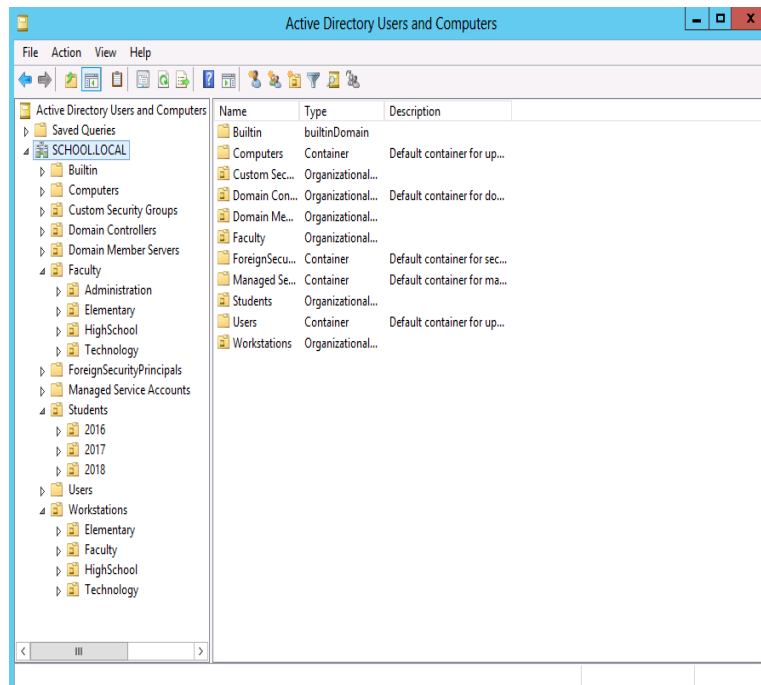 Active Directory Users and Computers
File Action View Help
Active Directory Users and Computers
Saved Queries
SCHOOL.LOCAL
Builtin
Computers
Custom Security Groups
Domain Controllers
Domain Member Servers
Faculty
Administration
Elementary
HighSchool
Technology
ForeignSecurityPrincipals
Managed Service Accounts
Students
2016
2017
2018
Users
Workstations
Elementary
Faculty
HighSchool
Technology
Name Type Description
Builtin builtinDomain
Computers Container Default container for up...
Custom Sec... Organizational...
Domain Con... Organizational... Default container for do...
Domain Me... Organizational...
Faculty Organizational...
ForeignSecu... Container Default container for sec...
Managed Se... Container Default container for ma...
Students Organizational...
Users Container Default container for up...
Workstations Organizational...